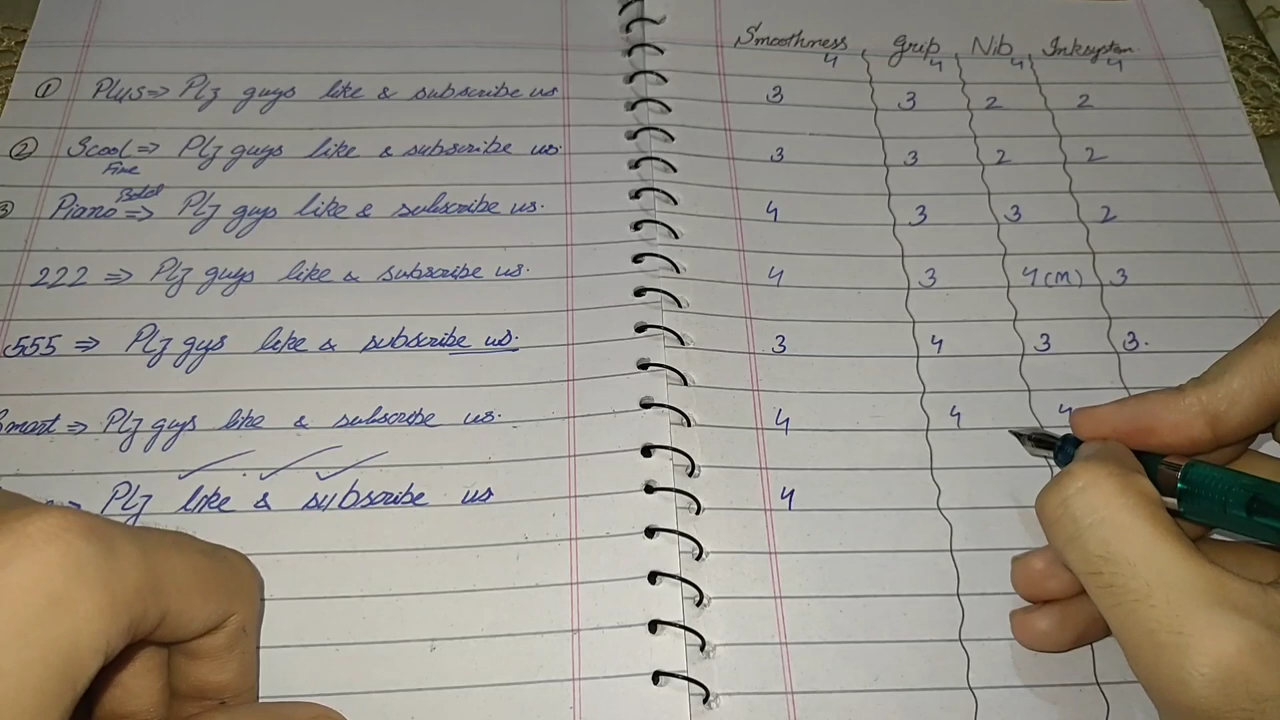 Smoothness Grip Nib Inksystem
4 4 4 4
① Plus ⇒ Plz guys like & subscribe us 3 3 2 2
② Scool ⇒ Plz guys like & subscribe us. 3 3 2 2
Fine
Bold
③ Piano ⇒ Plz guys like & subscribe us. 4 3 3 2
222 ⇒ Plz guys like & subscribe us. 4 3 4(M) 3
555 ⇒ Plz gys like & subscribe us. 3 4 3 3.
Smart ⇒ Plz guys like & subscribe us. 4 4 4
Plz like & subscribe us 4